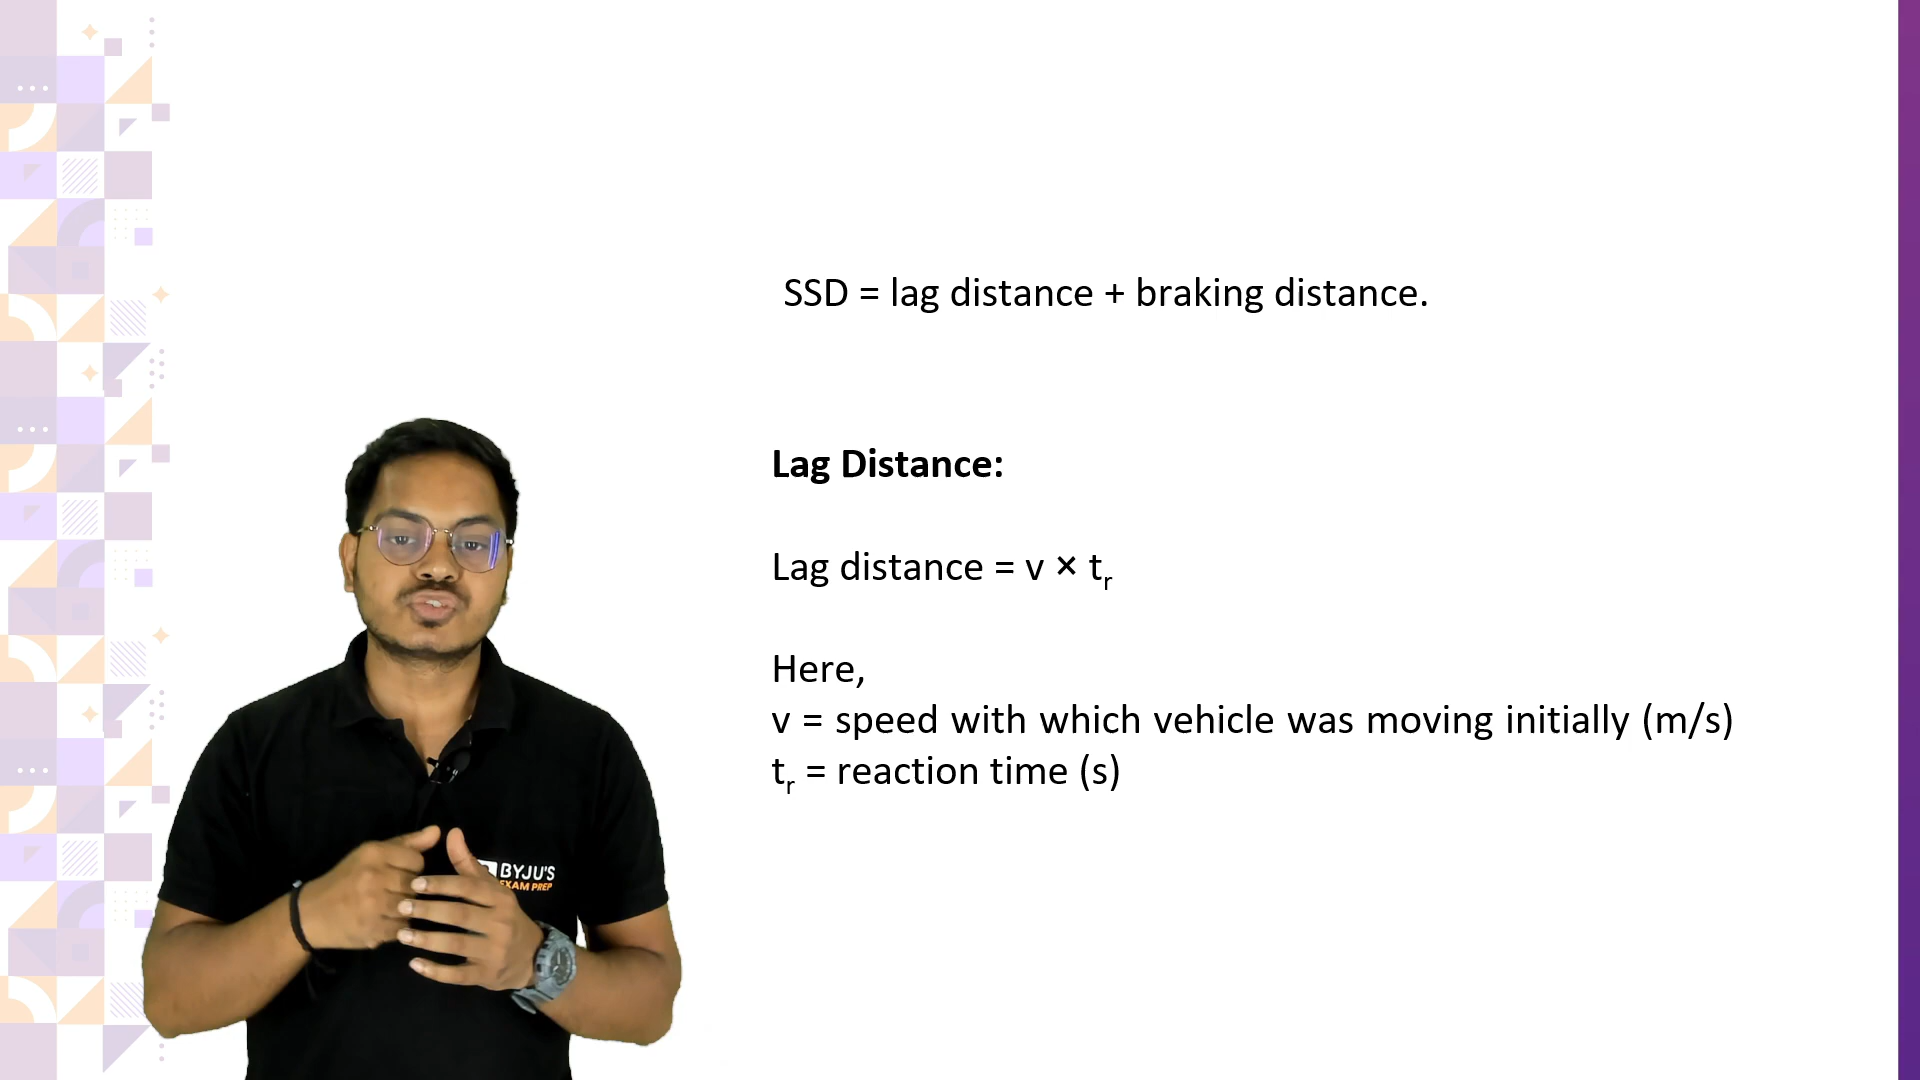 SSD = lag distance + braking distance.
Lag Distance:
Lag distance = v × tᵣ
Here,
v = speed with which vehicle was moving initially (m/s)
tᵣ = reaction time (s)
BYJU'S
EXAM PREP